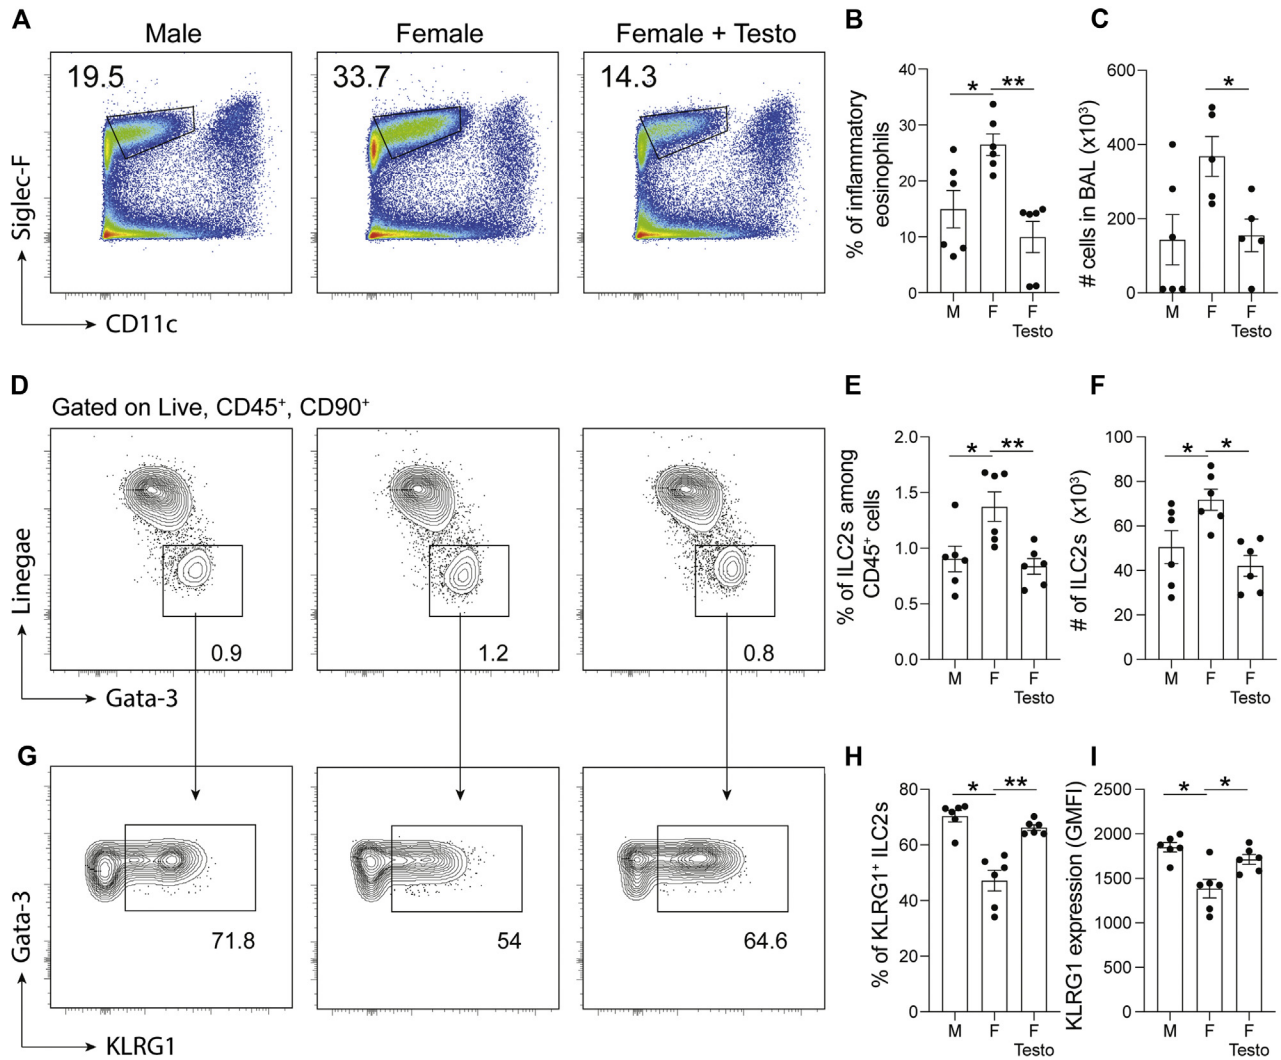 A
Male
Female
Female + Testo
19.5
33.7
14.3
Siglec-F
CD11c
B
% of inflammatory
eosinophils
40
30
20
10
0
* **
M F F
Testo
C
# cells in BAL (x10³)
600
400
200
0
*
M F F
Testo
D
Gated on Live, CD45⁺, CD90⁺
Linegae
Gata-3
0.9
1.2
0.8
E
% of ILC2s among
CD45⁺ cells
2.0
1.5
1.0
0.5
0.0
* **
M F F
Testo
F
# of ILC2s (x10³)
100
80
60
40
20
0
* *
M F F
Testo
G
Gata-3
KLRG1
71.8
54
64.6
H
% of KLRG1⁺ ILC2s
80
60
40
20
0
* **
M F F
Testo
I
KLRG1 expression (GMFI)
2500
2000
1500
1000
500
0
* *
M F F
Testo